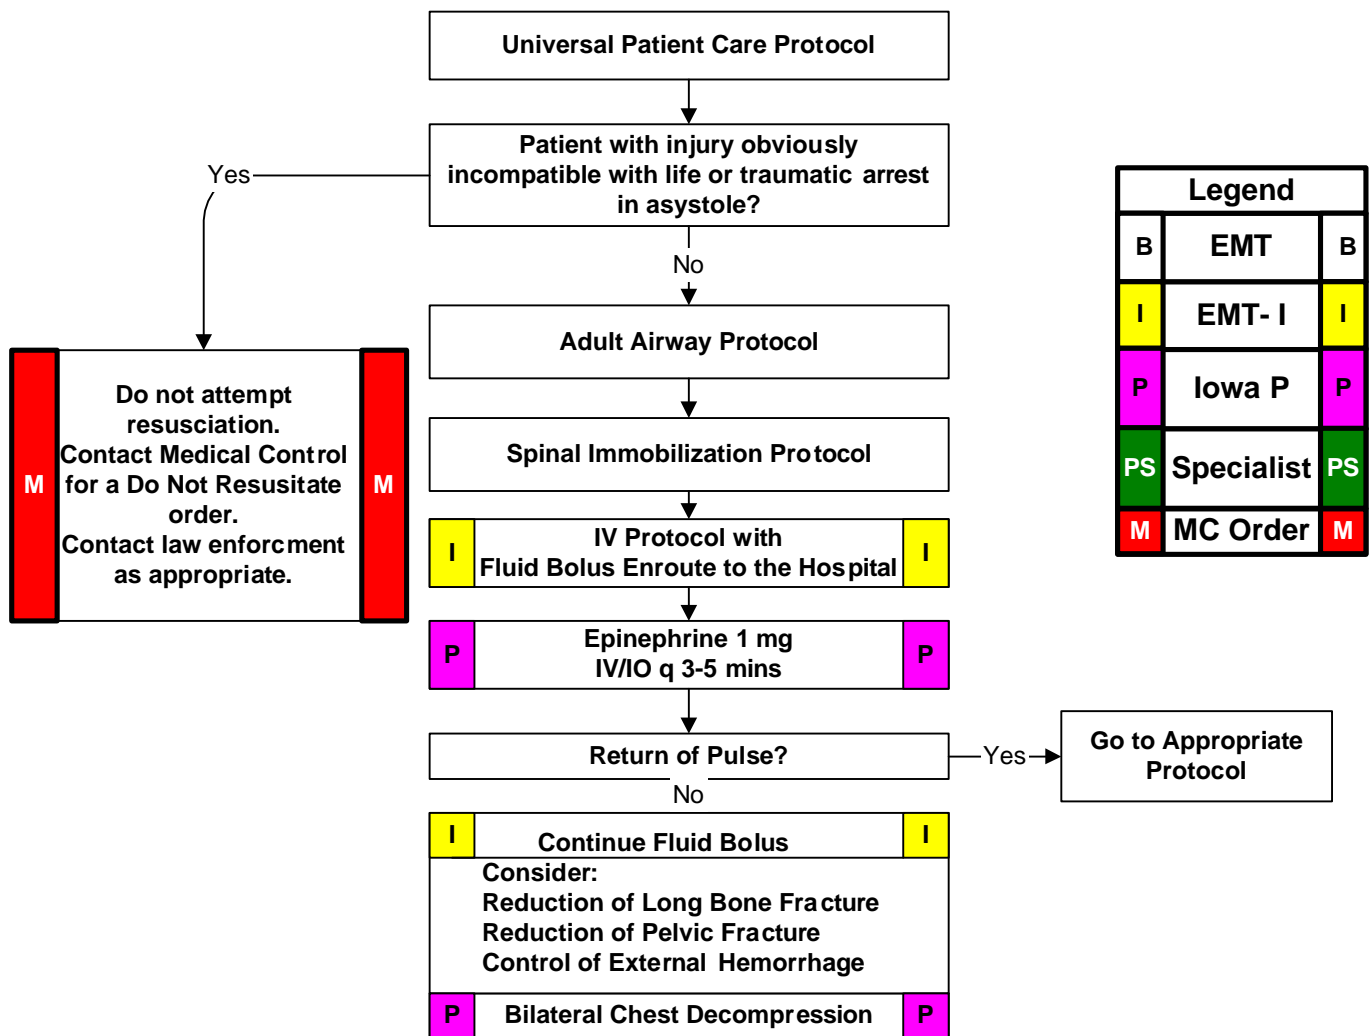 Universal Patient Care Protocol
Patient with injury obviously
incompatible with life or traumatic arrest
in asystole?
Yes
No
Do not attempt
resusciation.
Contact Medical Control
for a Do Not Resusitate
order.
Contact law enforcment
as appropriate.
M
M
Adult Airway Protocol
Spinal Immobilization Protocol
I
IV Protocol with
Fluid Bolus Enroute to the Hospital
I
P
Epinephrine 1 mg
IV/IO q 3-5 mins
P
Return of Pulse?
Yes
Go to Appropriate
Protocol
No
I Continue Fluid Bolus I
Consider:
Reduction of Long Bone Fracture
Reduction of Pelvic Fracture
Control of External Hemorrhage
P Bilateral Chest Decompression P
Legend
B EMT B
I EMT- I I
P Iowa P P
PS Specialist PS
M MC Order M